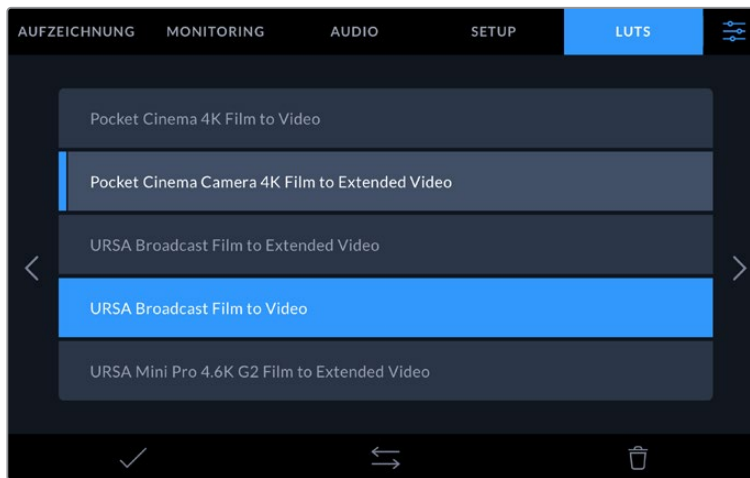 AUFZEICHNUNG MONITORING AUDIO SETUP LUTS
Pocket Cinema 4K Film to Video
Pocket Cinema Camera 4K Film to Extended Video
URSA Broadcast Film to Extended Video
URSA Broadcast Film to Video
URSA Mini Pro 4.6K G2 Film to Extended Video